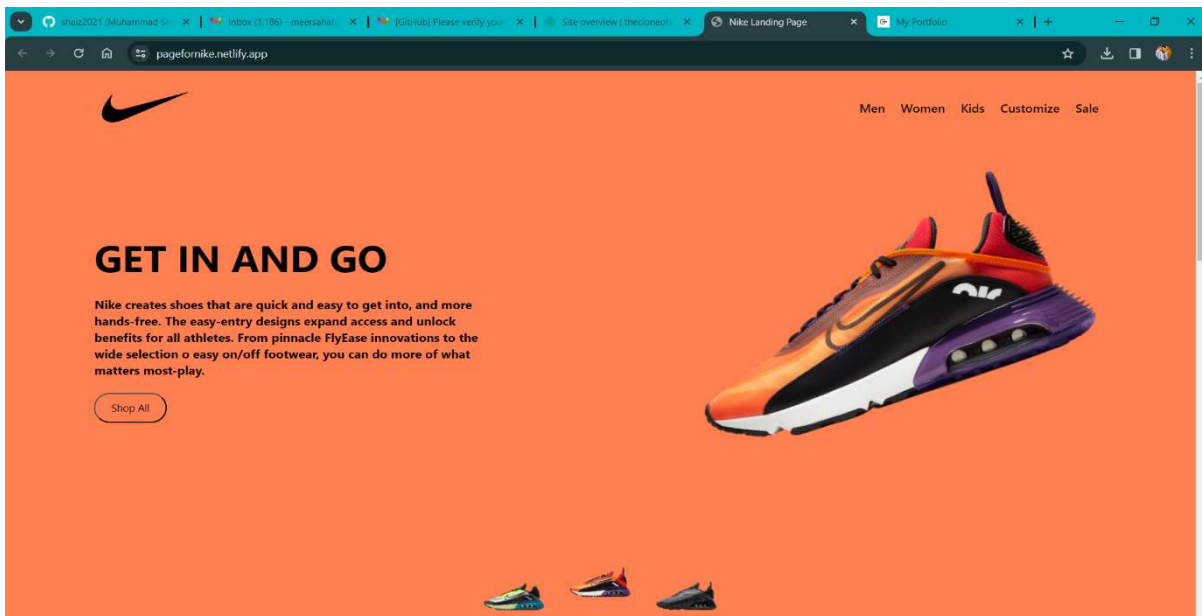 shaiz2021 (Muhammad Sh
Inbox (1,186) - meersahab
[GitHub] Please verify your
Site overview | thecloneof
Nike Landing Page
My Portfolio
pagefornike.netlify.app
Men Women Kids Customize Sale
GET IN AND GO
Nike creates shoes that are quick and easy to get into, and more
hands-free. The easy-entry designs expand access and unlock
benefits for all athletes. From pinnacle FlyEase innovations to the
wide selection o easy on/off footwear, you can do more of what
matters most-play.
Shop All